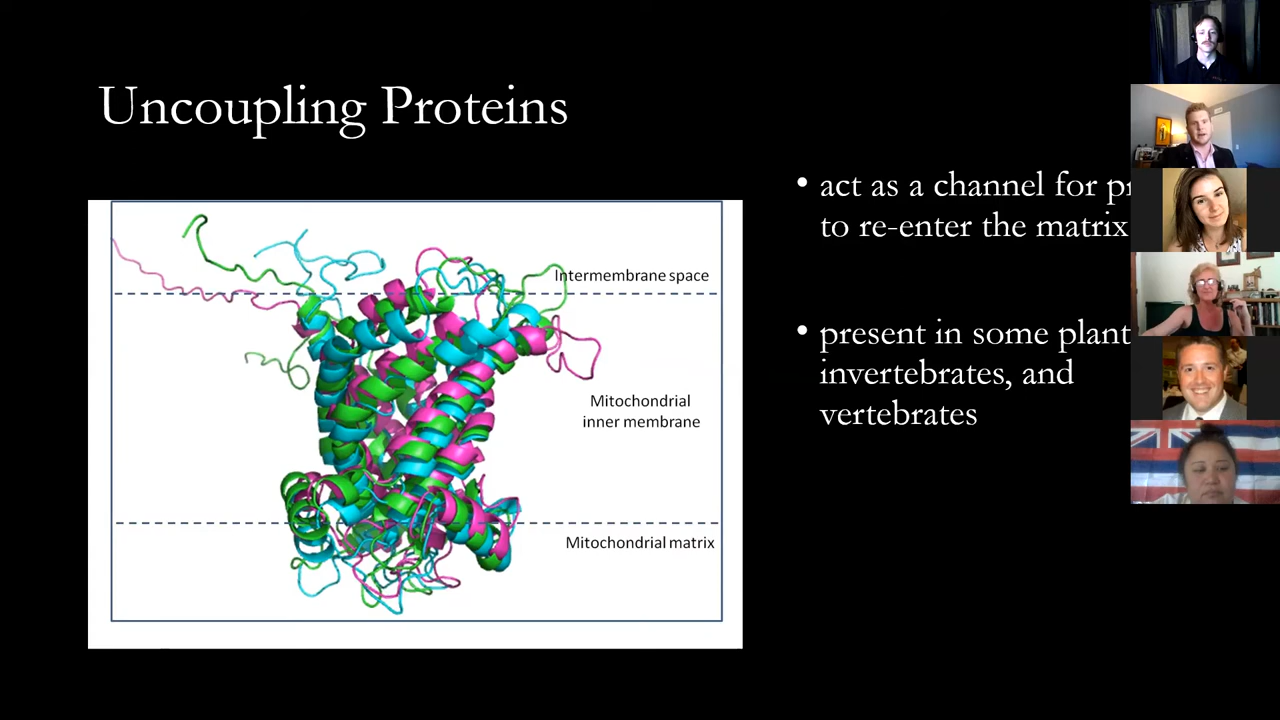 Uncoupling Proteins
• act as a channel for
to re-enter the matrix
• present in some plant
invertebrates, and
vertebrates
Intermembrane space
Mitochondrial
inner membrane
Mitochondrial matrix